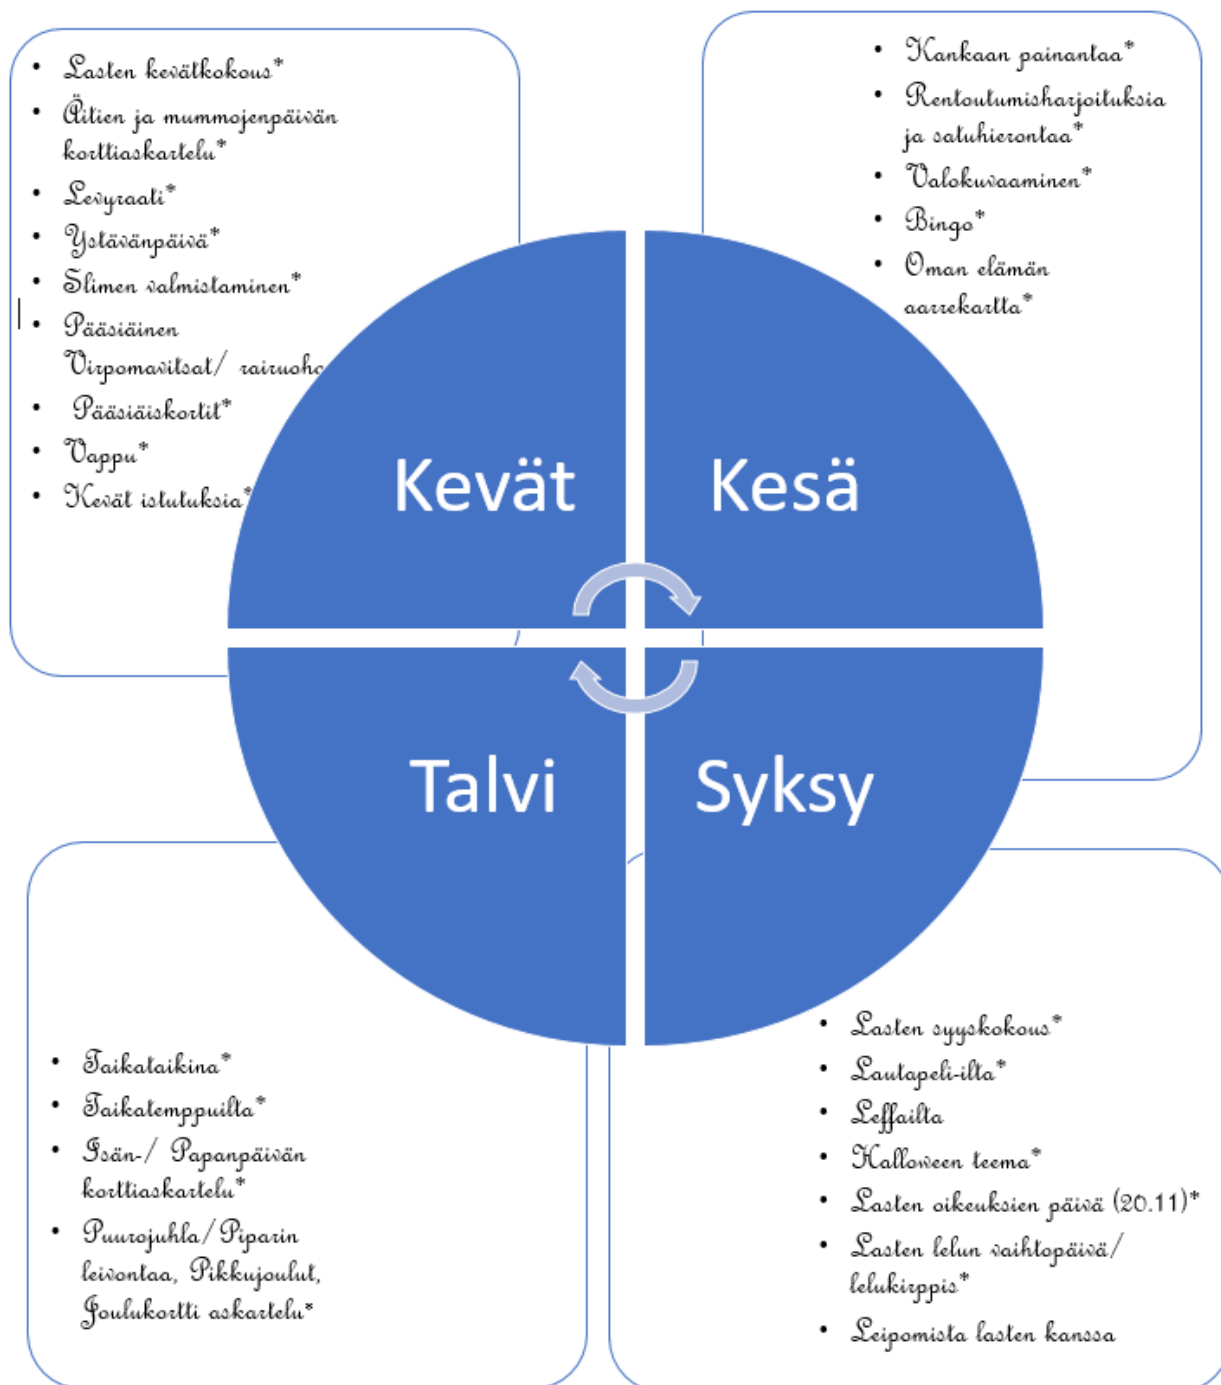 Lasten kevätkokous*
Äitien ja mummojenpäivän
korttiaskartelu*
Levyraati*
Ystävänpäivä*
Slimen valmistaminen*
Pääsiäinen
Virpomavitsat/ rairuoho
Pääsiäiskortit*
Vappu*
Kevät istutuksia*
Kankaan painantaa*
Rentoutumisharjoituksia
ja satuhierontaa*
Valokuvaaminen*
Bingo*
Oman elämän
aarrekartta*
Kevät
Kesä
Talvi
Syksy
Taikataikina*
Taikatemppuilta*
Isän-/ Papanpäivän
korttiaskartelu*
Puurojuhla/Piparin
leivontaa, Pikkujoulut,
Joulukortti askartelu*
Lasten syyskokous*
Lautapeli-ilta*
Leffailta
Halloween teema*
Lasten oikeuksien päivä (20.11)*
Lasten lelun vaihtopäivä/
lelukirppis*
Leipomista lasten kanssa